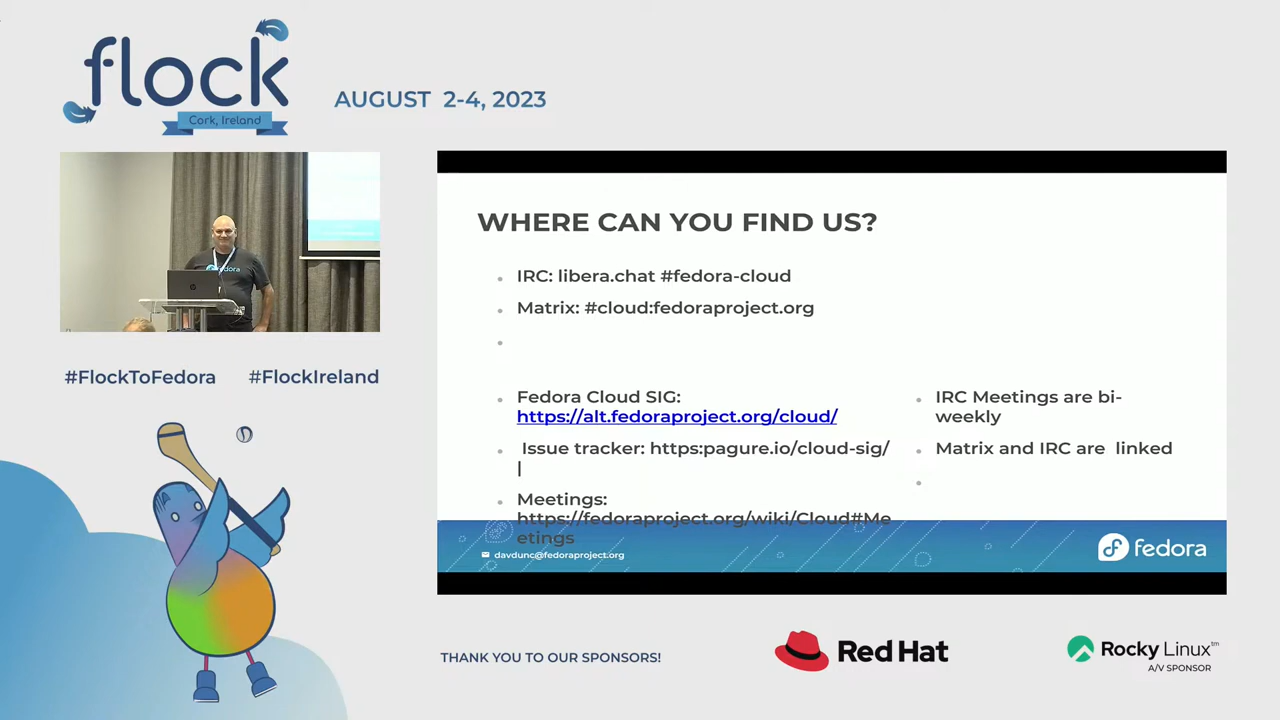 flock
Cork, Ireland
AUGUST 2-4, 2023
fedora
#FlockToFedora #FlockIreland
WHERE CAN YOU FIND US?
IRC: libera.chat #fedora-cloud
Matrix: #cloud:fedoraproject.org
Fedora Cloud SIG:
https://alt.fedoraproject.org/cloud/
Issue tracker: https:pagure.io/cloud-sig/
|
Meetings:
https://fedoraproject.org/wiki/Cloud#Me
etings
IRC Meetings are bi-
weekly
Matrix and IRC are linked
davdunc@fedoraproject.org
fedora
THANK YOU TO OUR SPONSORS!
Red Hat
Rocky Linux™
A/V SPONSOR